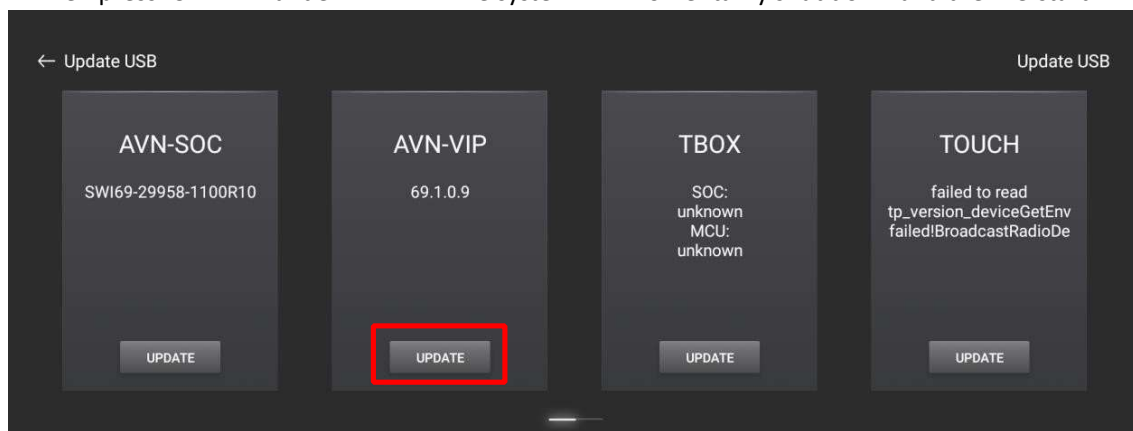 ← Update USB
Update USB
AVN-SOC
SWI69-29958-1100R10
UPDATE
AVN-VIP
69.1.0.9
UPDATE
TBOX
SOC:
unknown
MCU:
unknown
UPDATE
TOUCH
failed to read
tp_version_deviceGetEnv
failed!BroadcastRadioDe
UPDATE